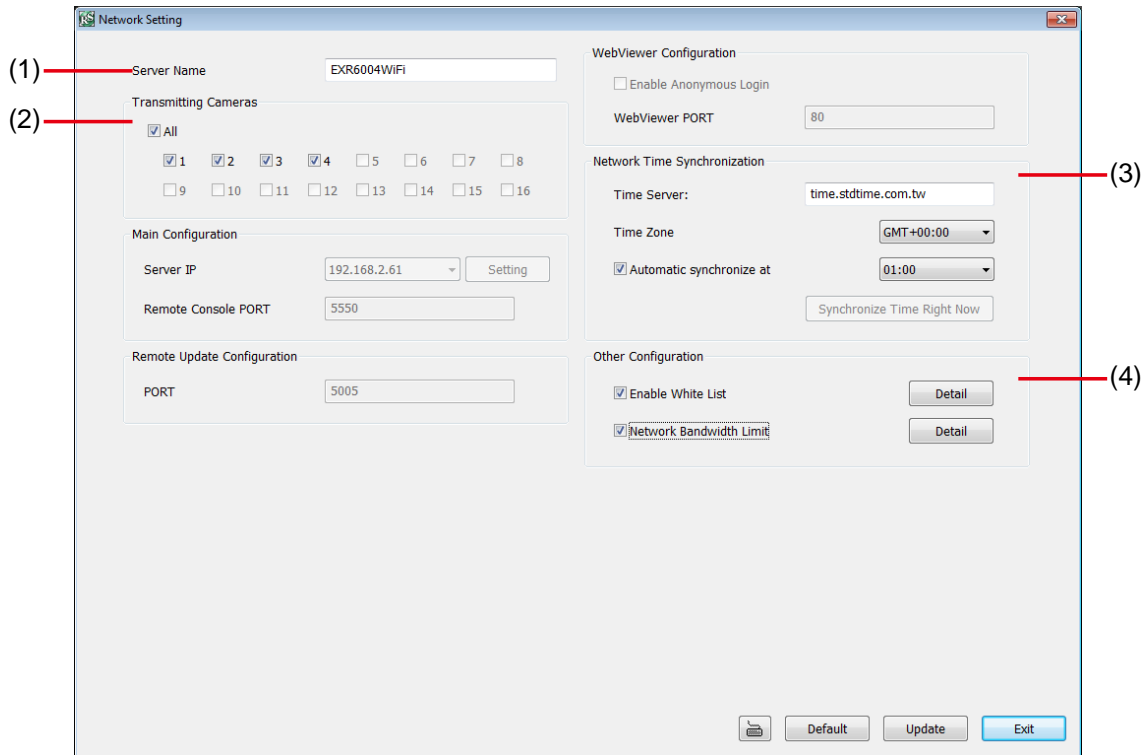 Network Setting
(1)
Server Name
EXR6004WiFi
(2)
Transmitting Cameras
All
1 2 3 4 5 6 7 8
9 10 11 12 13 14 15 16
Main Configuration
Server IP 192.168.2.61 Setting
Remote Console PORT 5550
Remote Update Configuration
PORT 5005
WebViewer Configuration
Enable Anonymous Login
WebViewer PORT 80
Network Time Synchronization
(3)
Time Server: time.stdtime.com.tw
Time Zone GMT+00:00
Automatic synchronize at 01:00
Synchronize Time Right Now
Other Configuration
(4)
Enable White List Detail
Network Bandwidth Limit Detail
Default Update Exit